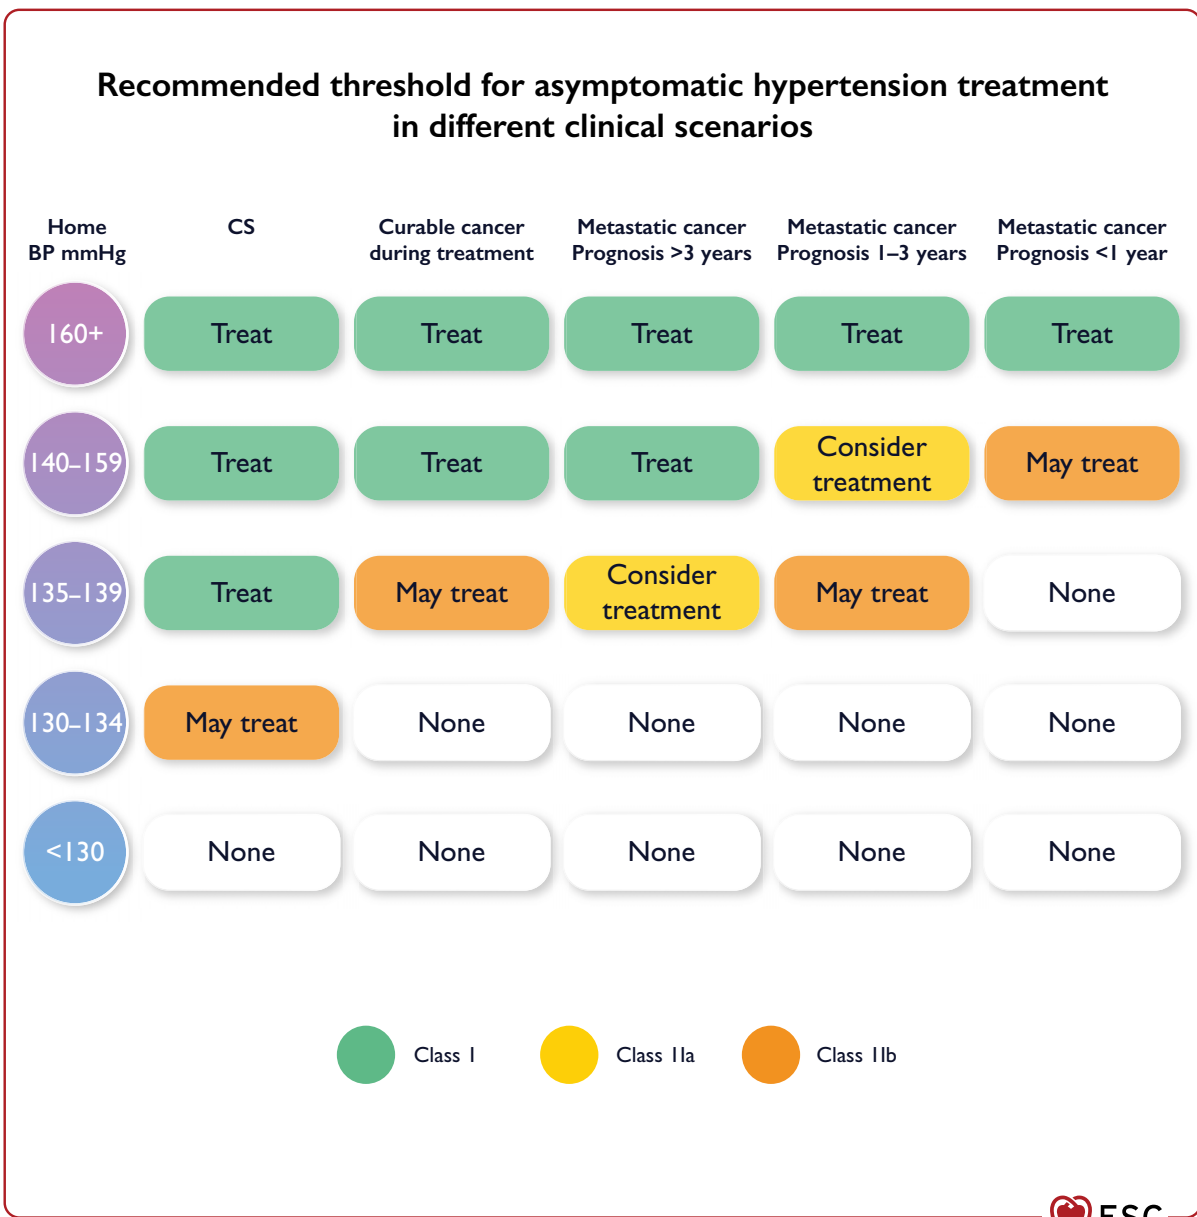 Recommended threshold for asymptomatic hypertension treatment
in different clinical scenarios
Home
BP mmHg
CS
Curable cancer
during treatment
Metastatic cancer
Prognosis >3 years
Metastatic cancer
Prognosis 1–3 years
Metastatic cancer
Prognosis <1 year
160+
Treat
Treat
Treat
Treat
Treat
140–159
Treat
Treat
Treat
Consider
treatment
May treat
135–139
Treat
May treat
Consider
treatment
May treat
None
130–134
May treat
None
None
None
None
<130
None
None
None
None
None
Class 1
Class 1Ia
Class 1Ib
ESC